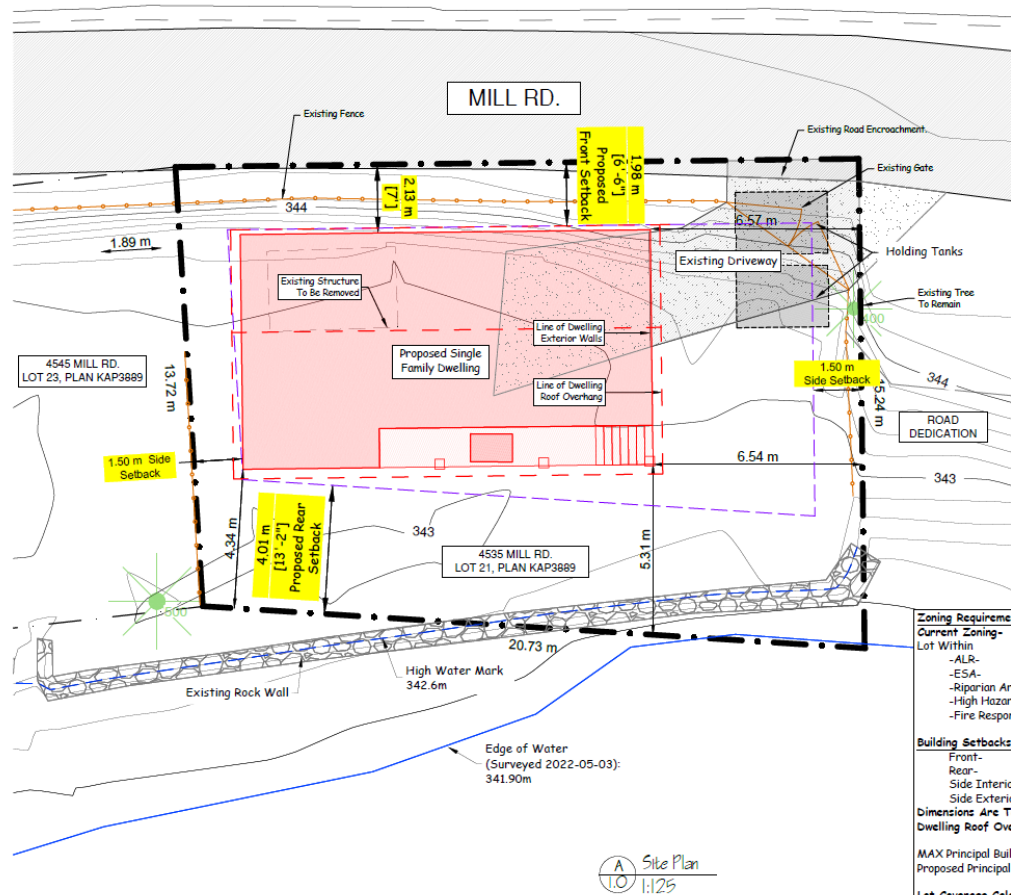 MILL RD.
Existing Fence
Existing Road Encroachment.
Existing Gate
1.98 m
[6'-6"]
Proposed
Front Setback
2.13 m
[7']
344
1.89 m
6.57 m
Existing Driveway
Holding Tanks
Existing Structure
To Be Removed
Existing Tree
To Remain
Line of Dwelling
Exterior Walls
4545 MILL RD.
LOT 23, PLAN KAP3889
13.72 m
Proposed Single
Family Dwelling
Line of Dwelling
Roof Overhang
1.50 m
Side Setback
5.24 m
344
ROAD
DEDICATION
1.50 m Side
Setback
6.54 m
343
4.34 m
4.01 m
[13'-2"]
Proposed Rear
Setback
343
4535 MILL RD.
LOT 21, PLAN KAP3889
5.31 m
20.73 m
High Water Mark
342.6m
Existing Rock Wall
Edge of Water
(Surveyed 2022-05-03):
341.90m
Zoning Requireme
Current Zoning-
Lot Within
-ALR-
-ESA-
-Riparian Ar
-High Hazar
-Fire Respon
Building Setbacks
Front-
Rear-
Side Interio
Side Exterio
Dimensions Are T
Dwelling Roof Ove
MAX Principal Buil
Proposed Principal
A
1.0
Site Plan
1:125